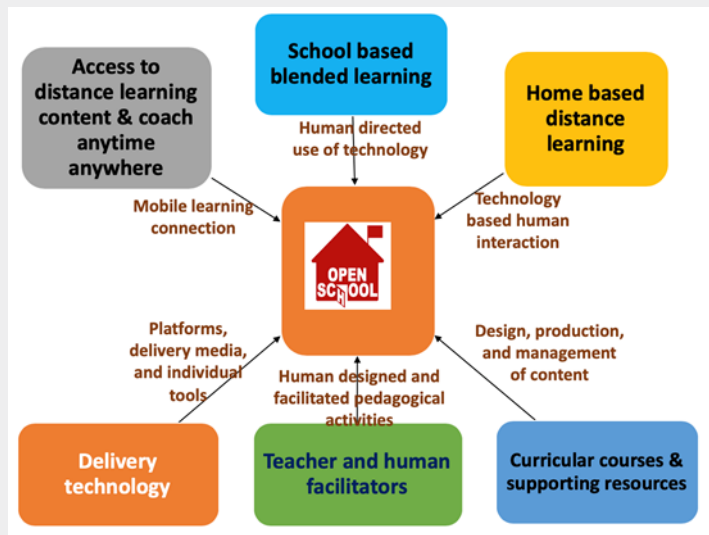 Access to
distance learning
content & coach
anytime
anywhere
School based
blended learning
Home based
distance
learning
Human directed
use of technology
Mobile learning
connection
Technology
based human
interaction
OPEN
SCHOOL
Platforms,
delivery media,
and individual
tools
Human designed and
facilitated pedagogical
activities
Design, production,
and management
of content
Delivery
technology
Teacher and human
facilitators
Curricular courses &
supporting resources